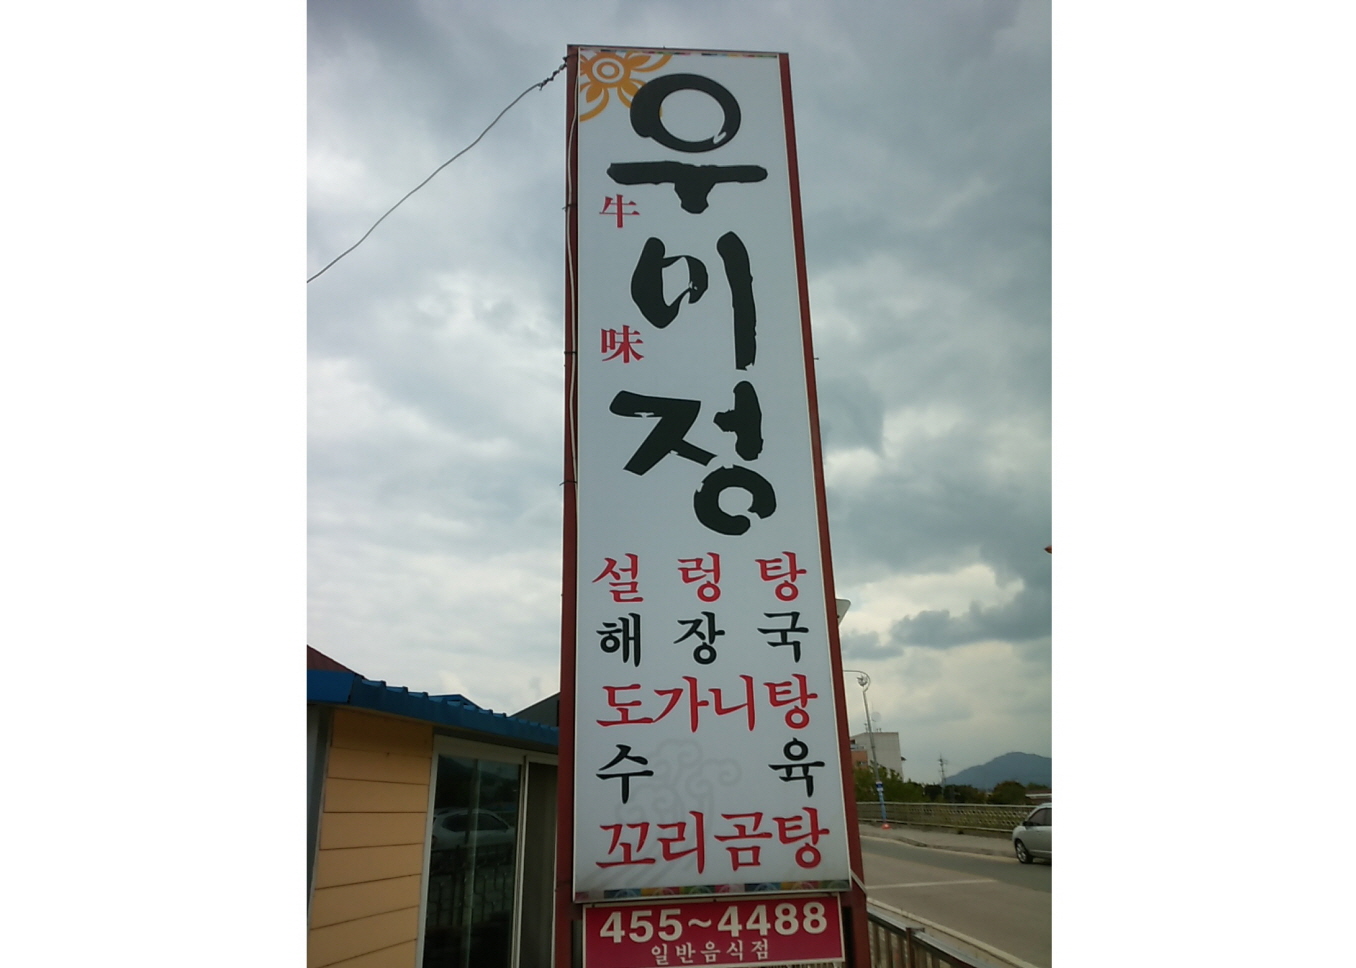 우미정
牛味
설렁탕
해장국
도가니탕
수육
꼬리곰탕
455~4488
일반음식점